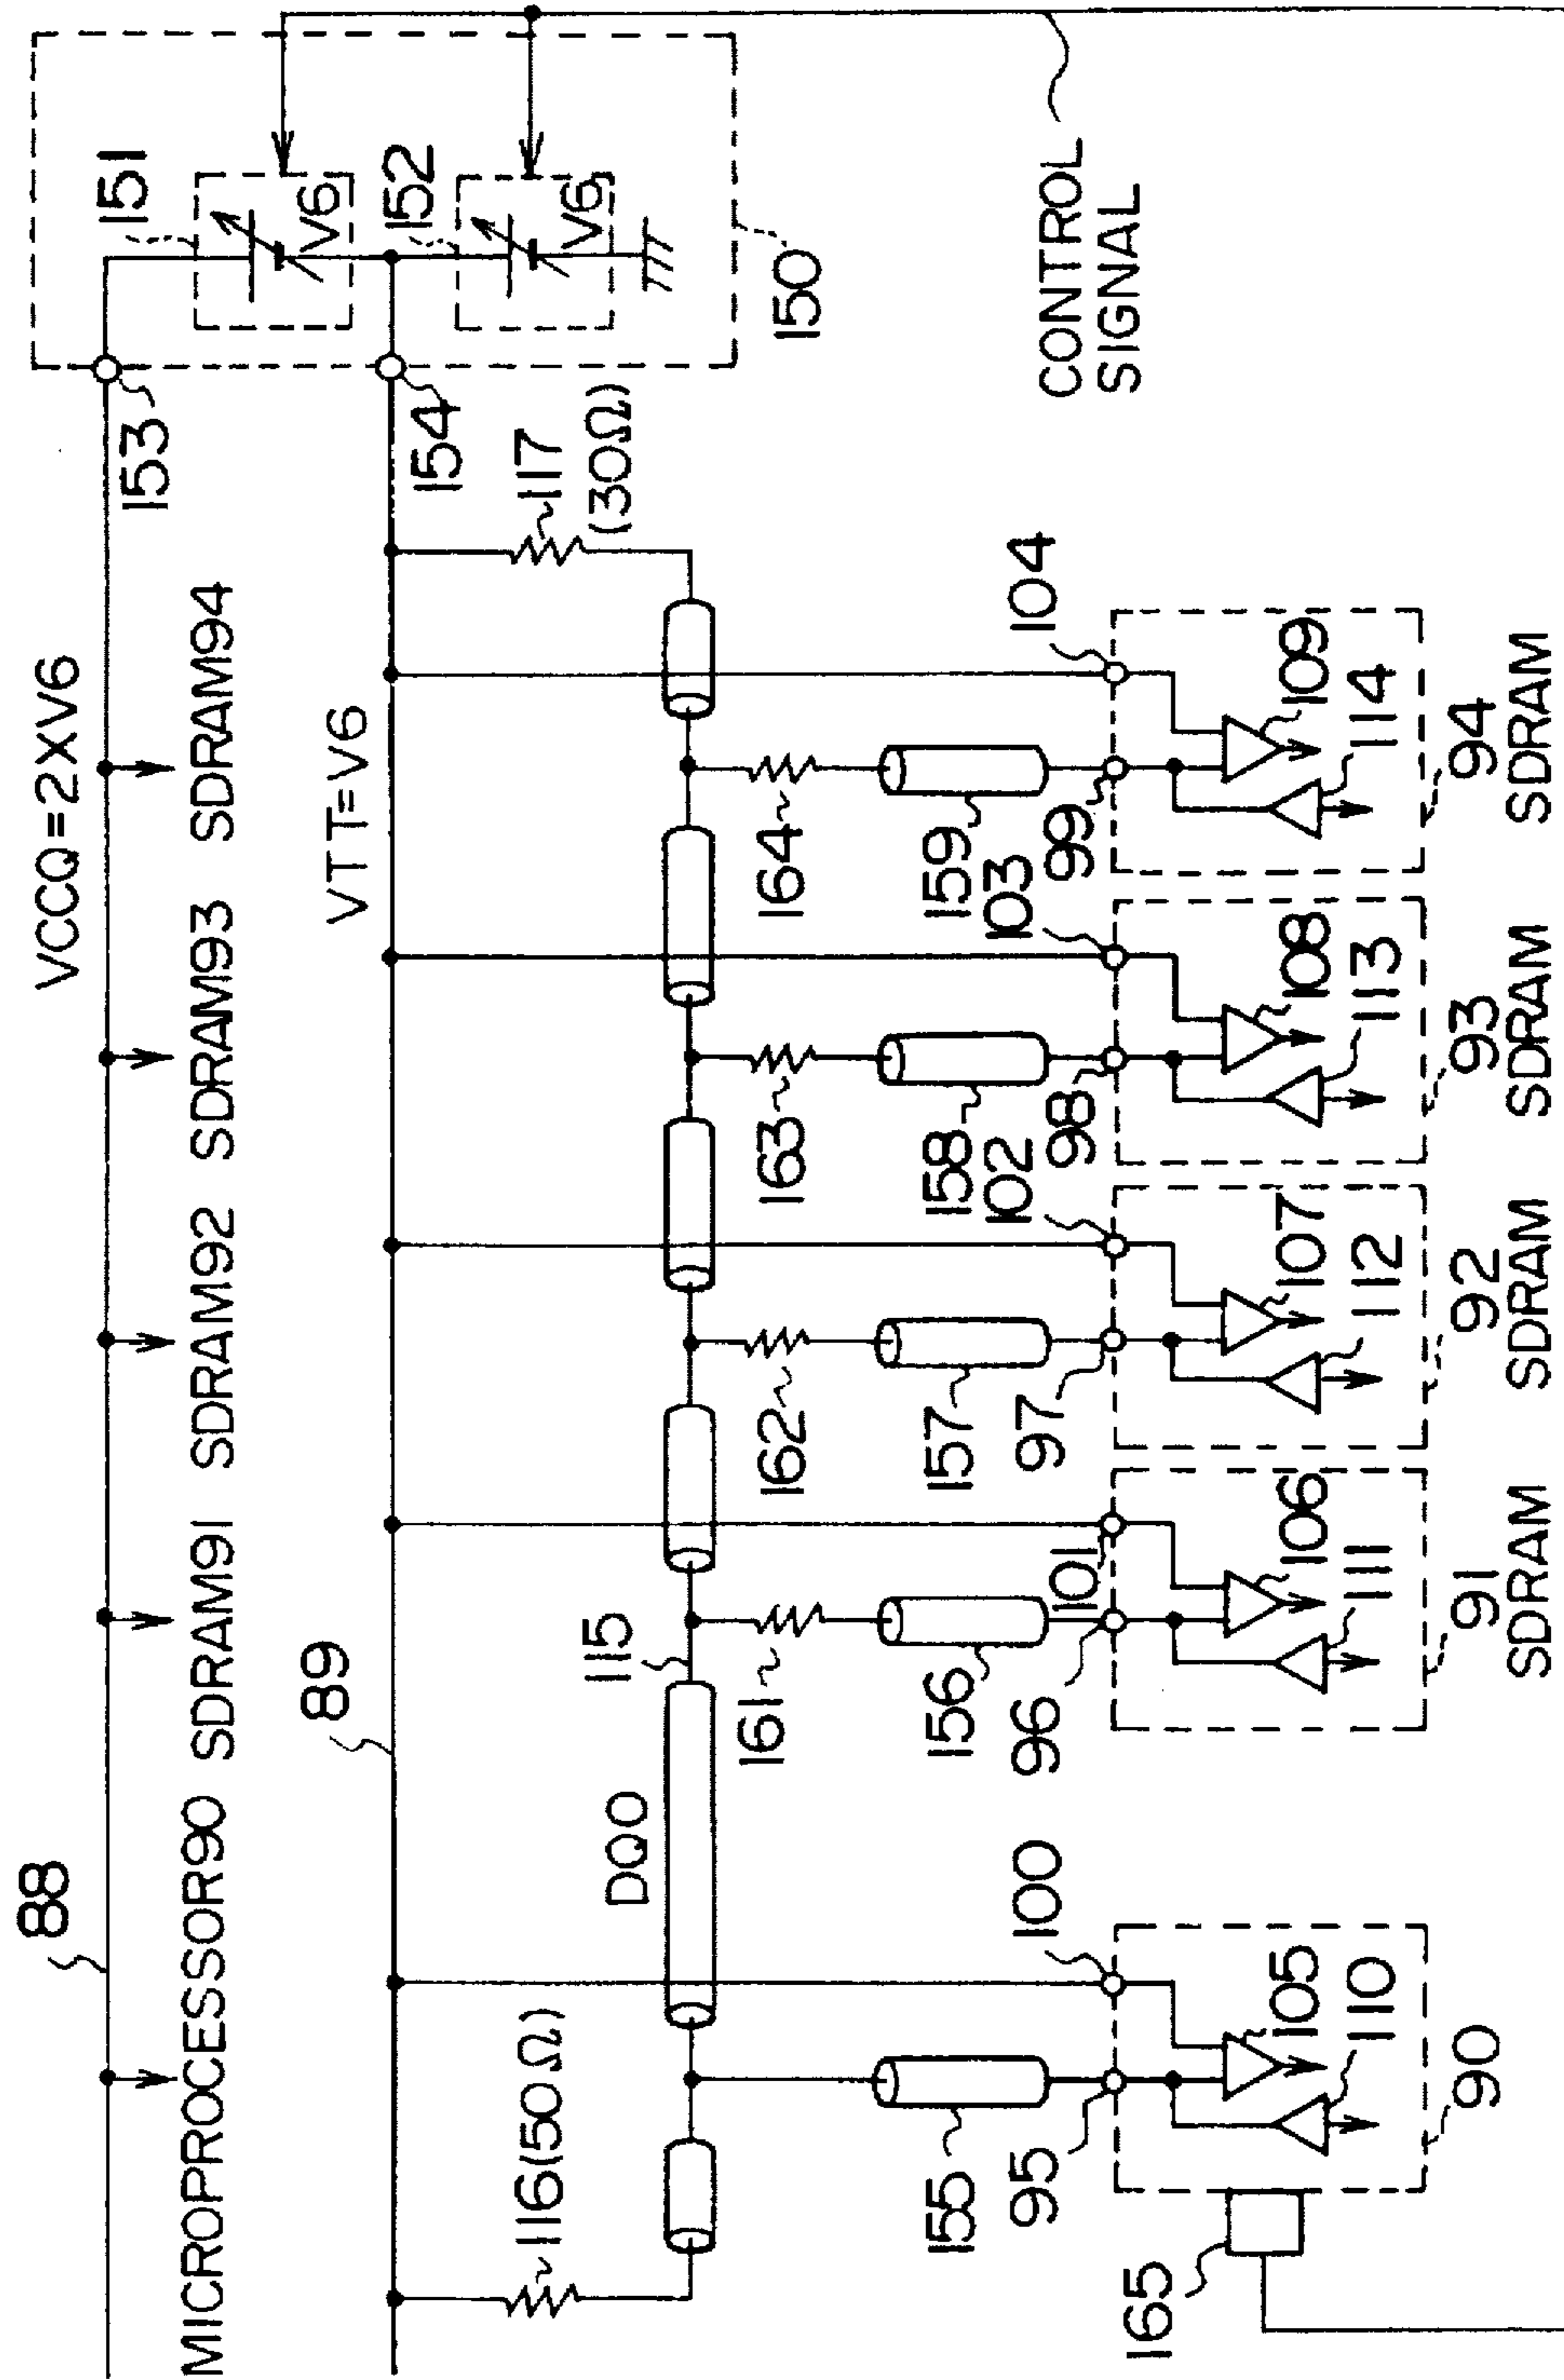 88
VCCQ=2XV6
MICROPROCESSOR90
SDRAM91
SDRAM92
SDRAM93
SDRAM94
153
151
V6
152
V6
150
154
89
VTT=V6
116(50Ω)
117
(30Ω)
DQ0
115
161
162
163
164
155
156
157
158
159
95
100
96
101
97
102
98
103
99
104
165
105
110
106
111
107
112
108
113
109
114
90
91
SDRAM
92
SDRAM
93
SDRAM
94
SDRAM
CONTROL
SIGNAL